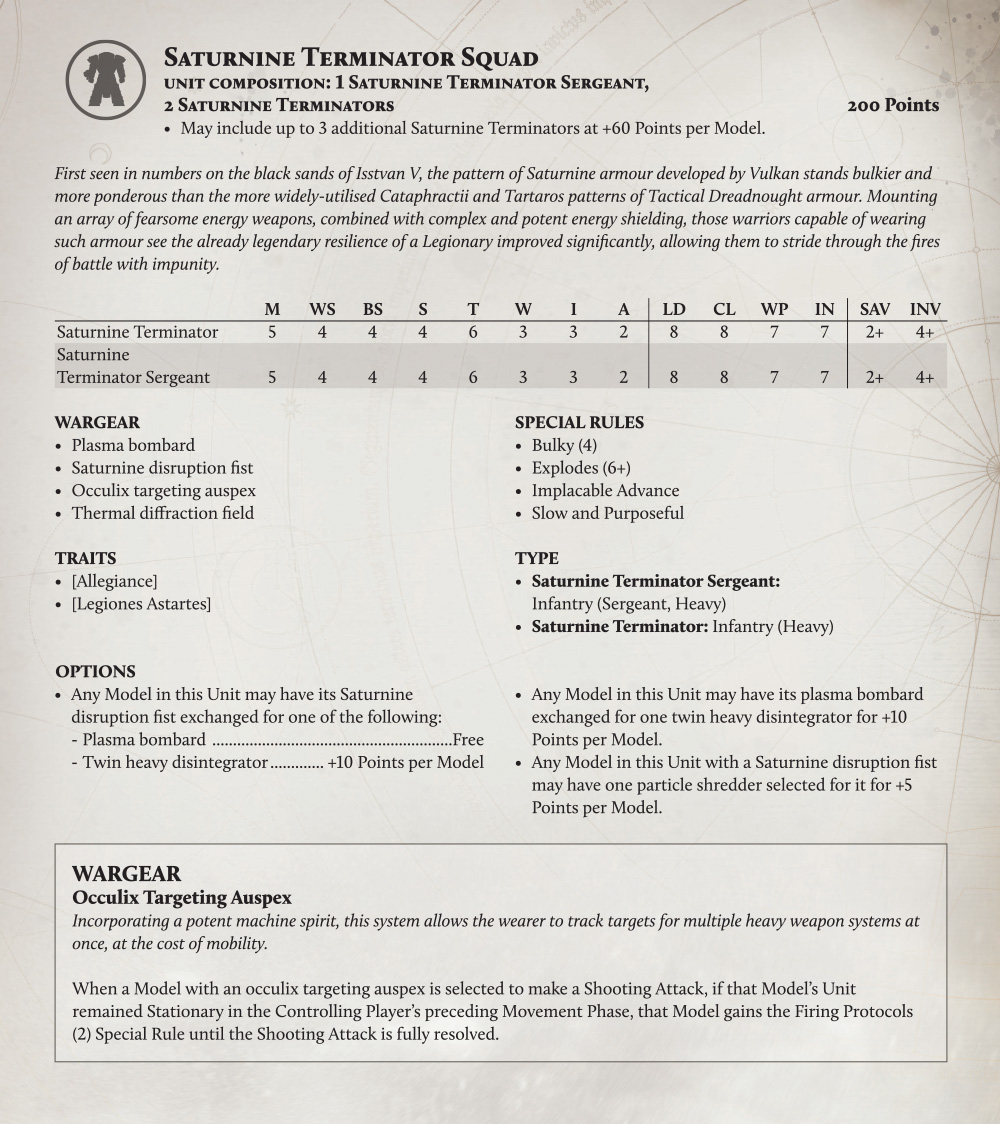 Saturnine Terminator Squad
unit composition: 1 Saturnine Terminator Sergeant,
2 Saturnine Terminators 200 Points
• May include up to 3 additional Saturnine Terminators at +60 Points per Model.
First seen in numbers on the black sands of Isstvan V, the pattern of Saturnine armour developed by Vulkan stands bulkier and
more ponderous than the more widely-utilised Cataphractii and Tartaros patterns of Tactical Dreadnought armour. Mounting
an array of fearsome energy weapons, combined with complex and potent energy shielding, those warriors capable of wearing
such armour see the already legendary resilience of a Legionary improved significantly, allowing them to stride through the fires
of battle with impunity.
M WS BS S T W I A LD CL WP IN SAV INV
Saturnine Terminator 5 4 4 4 6 3 3 2 8 8 7 7 2+ 4+
Saturnine
Terminator Sergeant 5 4 4 4 6 3 3 2 8 8 7 7 2+ 4+
WARGEAR
• Plasma bombard
• Saturnine disruption fist
• Occulix targeting auspex
• Thermal diffraction field
SPECIAL RULES
• Bulky (4)
• Explodes (6+)
• Implacable Advance
• Slow and Purposeful
TRAITS
• [Allegiance]
• [Legiones Astartes]
TYPE
• Saturnine Terminator Sergeant:
Infantry (Sergeant, Heavy)
• Saturnine Terminator: Infantry (Heavy)
OPTIONS
• Any Model in this Unit may have its Saturnine
disruption fist exchanged for one of the following:
- Plasma bombard ..........................................................Free
- Twin heavy disintegrator............. +10 Points per Model
• Any Model in this Unit may have its plasma bombard
exchanged for one twin heavy disintegrator for +10
Points per Model.
• Any Model in this Unit with a Saturnine disruption fist
may have one particle shredder selected for it for +5
Points per Model.
WARGEAR
Occulix Targeting Auspex
Incorporating a potent machine spirit, this system allows the wearer to track targets for multiple heavy weapon systems at
once, at the cost of mobility.
When a Model with an occulix targeting auspex is selected to make a Shooting Attack, if that Model's Unit
remained Stationary in the Controlling Player's preceding Movement Phase, that Model gains the Firing Protocols
(2) Special Rule until the Shooting Attack is fully resolved.